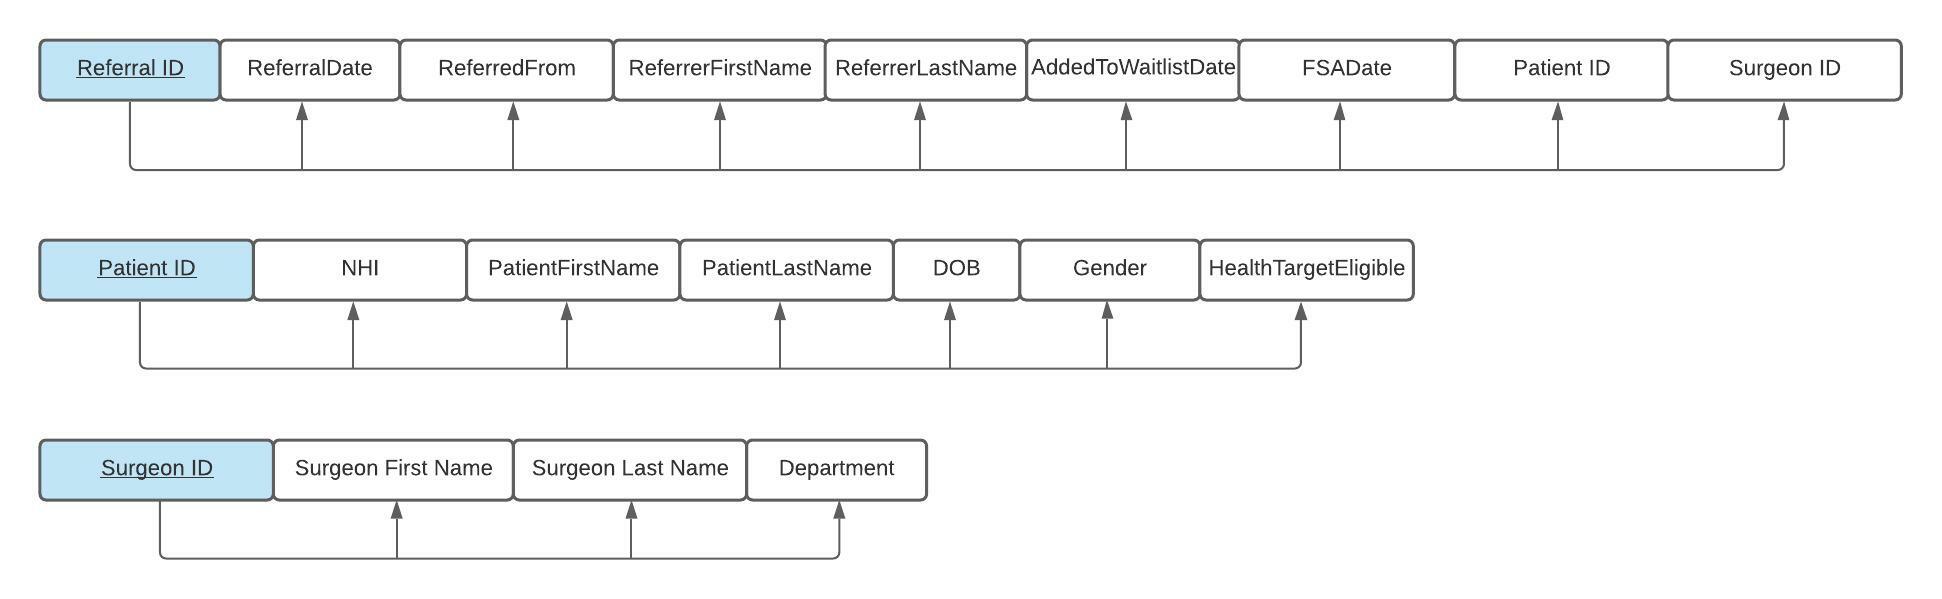 Referral ID ReferralDate ReferredFrom ReferrerFirstName ReferrerLastName AddedToWaitlistDate FSADate Patient ID Surgeon ID
Patient ID NHI PatientFirstName PatientLastName DOB Gender HealthTargetEligible
Surgeon ID Surgeon First Name Surgeon Last Name Department